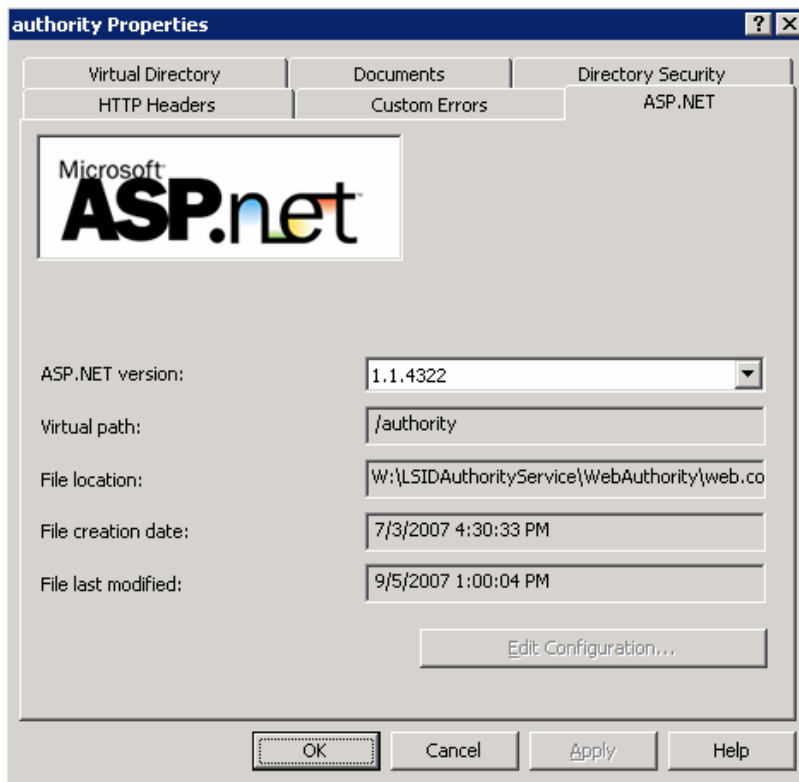 authority Properties
Virtual Directory Documents Directory Security
HTTP Headers Custom Errors ASP.NET
Microsoft
ASP.net™
ASP.NET version: 1.1.4322
Virtual path: /authority
File location: W:\LSIDAuthorityService\WebAuthority\web.co
File creation date: 7/3/2007 4:30:33 PM
File last modified: 9/5/2007 1:00:04 PM
Edit Configuration...
OK Cancel Apply Help